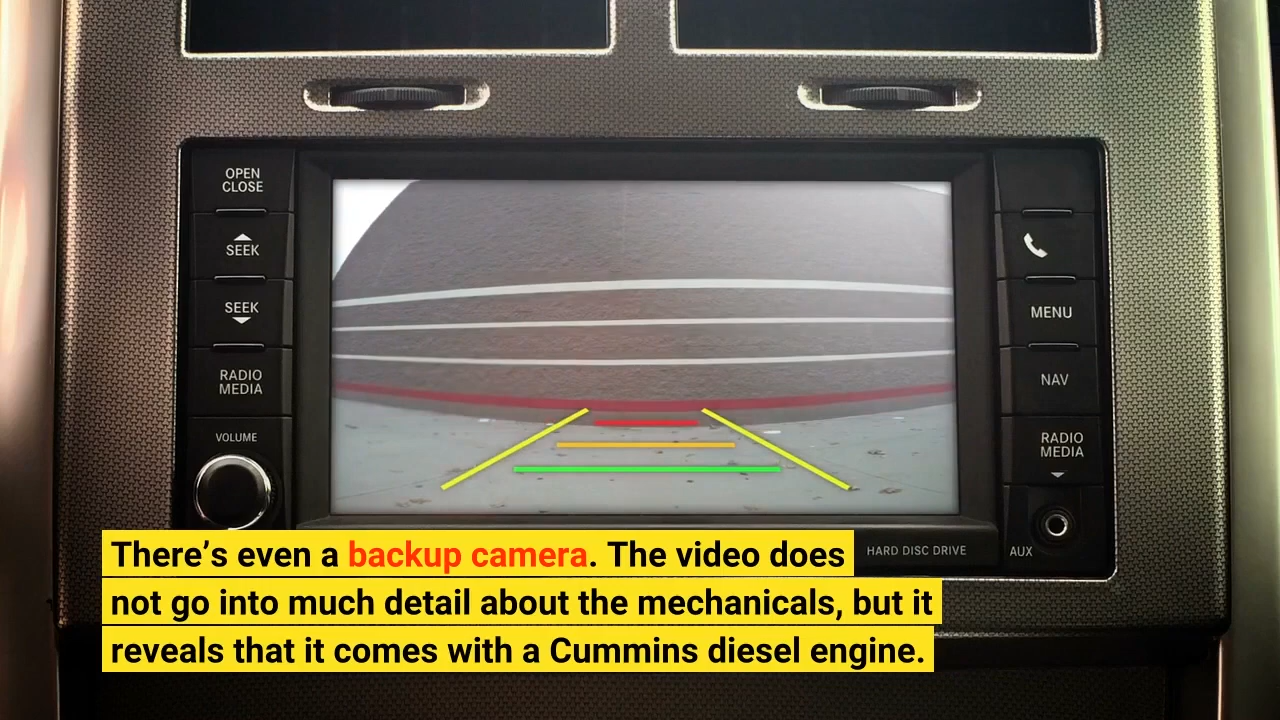 OPEN
CLOSE
SEEK
SEEK
RADIO
MEDIA
VOLUME
MENU
NAV
RADIO
MEDIA
HARD DISC DRIVE
AUX
There’s even a backup camera. The video does
not go into much detail about the mechanicals, but it
reveals that it comes with a Cummins diesel engine.